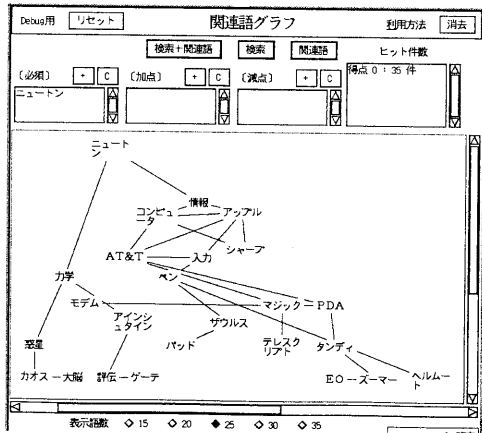 Debug用 リセット 関連語グラフ 利用方法 消去
検索+関連語 検索 関連語 ヒット件数
〔必須〕 + C 〔加点〕 + C 〔減点〕 + C
ニュートン
得点 0 : 35 件
ニュート
ン
情報
コンピュ
ータ
アップル
シャープ
AT&T
入力
ペン
力学
モデム
マジック
PDA
アインシ
ュタイン
ザウルス
惑星
パッド
テレスク
リプト
タンディ
カオス 大脳
評伝 ゲーテ
EO ズーマー
ヘルムー
ト
表示語数 15 20 25 30 35